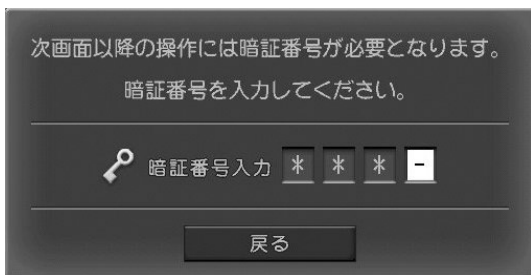 次画面以降の操作には暗証番号が必要となります。
暗証番号を入力してください。
暗証番号入力 * * * -
戻る